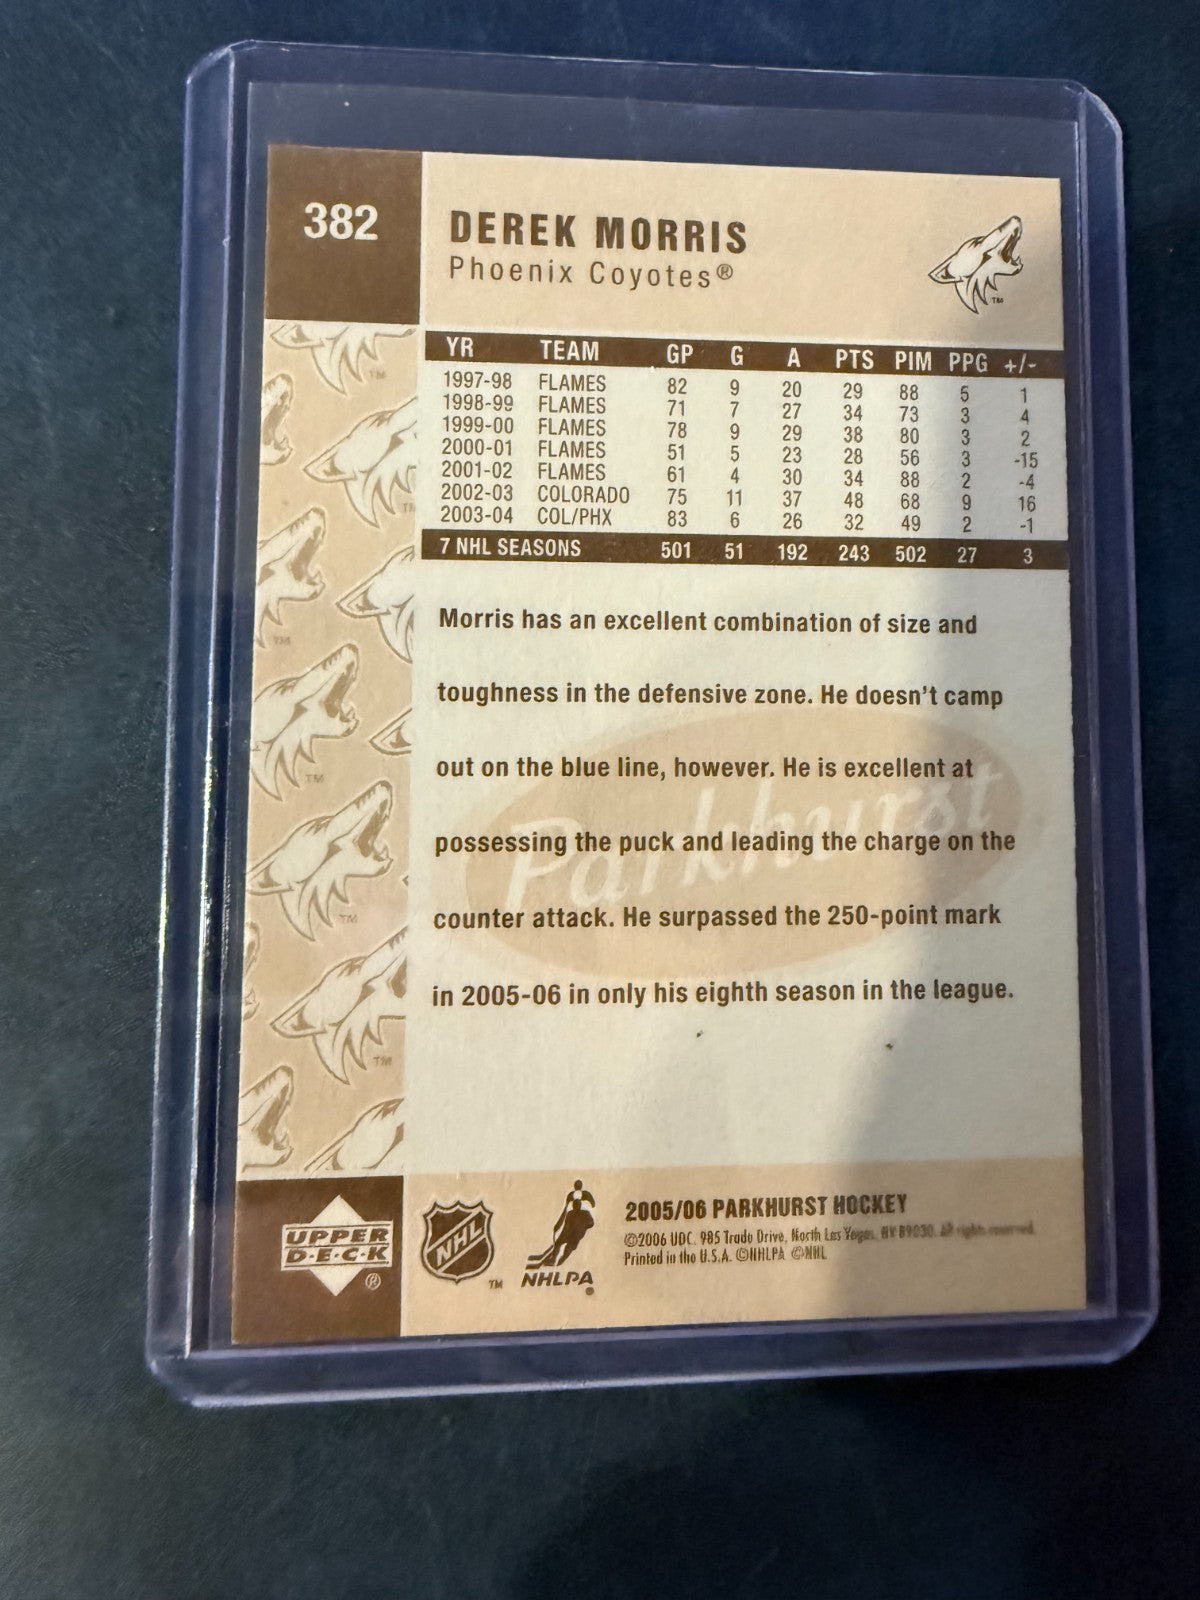 382
DEREK MORRIS
Phoenix Coyotes®
YR TEAM GP G A PTS PIM PPG +/-
1997-98 FLAMES 82 9 20 29 88 5 1
1998-99 FLAMES 71 7 27 34 73 3 4
1999-00 FLAMES 78 9 29 38 80 3 2
2000-01 FLAMES 51 5 23 28 56 3 -15
2001-02 FLAMES 61 4 30 34 88 2 -4
2002-03 COLORADO 75 11 37 48 68 9 16
2003-04 COL/PHX 83 6 26 32 49 2 -1
7 NHL SEASONS 501 51 192 243 502 27 3
Morris has an excellent combination of size and
toughness in the defensive zone. He doesn't camp
out on the blue line, however. He is excellent at
possessing the puck and leading the charge on the
counter attack. He surpassed the 250-point mark
in 2005-06 in only his eighth season in the league.
Parkhurst
UPPER
D·E·C·K
®
NHL
TM
NHLPA
®
2005/06 PARKHURST HOCKEY
©2006 UDC. 985 Trade Drive, North Las Vegas, NV 89030. All rights reserved.
Printed in the U.S.A. ©NHLPA ©NHL